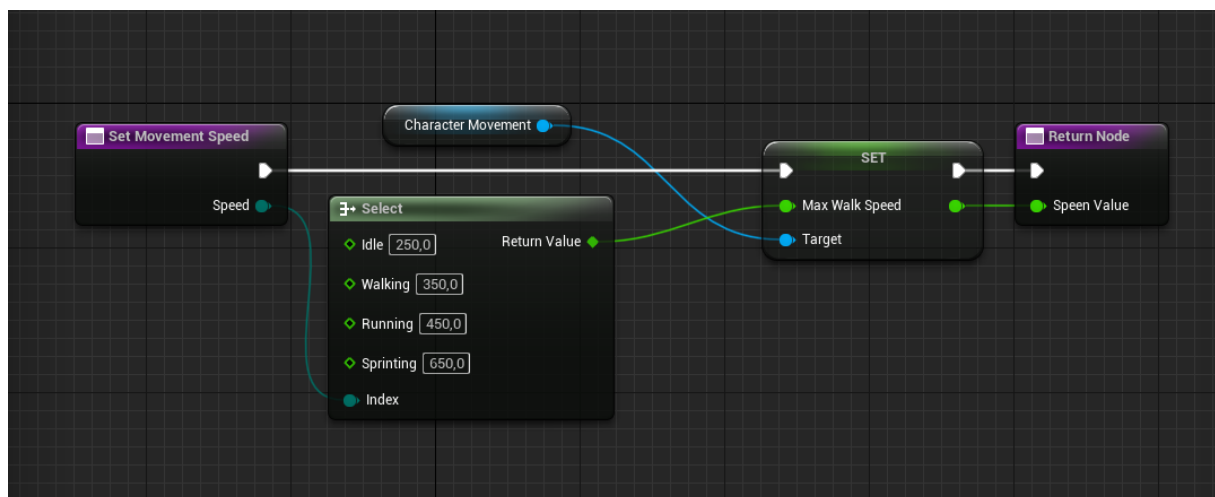 Set Movement Speed
Speed
Character Movement
Select
Idle 250,0
Return Value
Walking 350,0
Running 450,0
Sprinting 650,0
Index
SET
Max Walk Speed
Target
Return Node
Speen Value